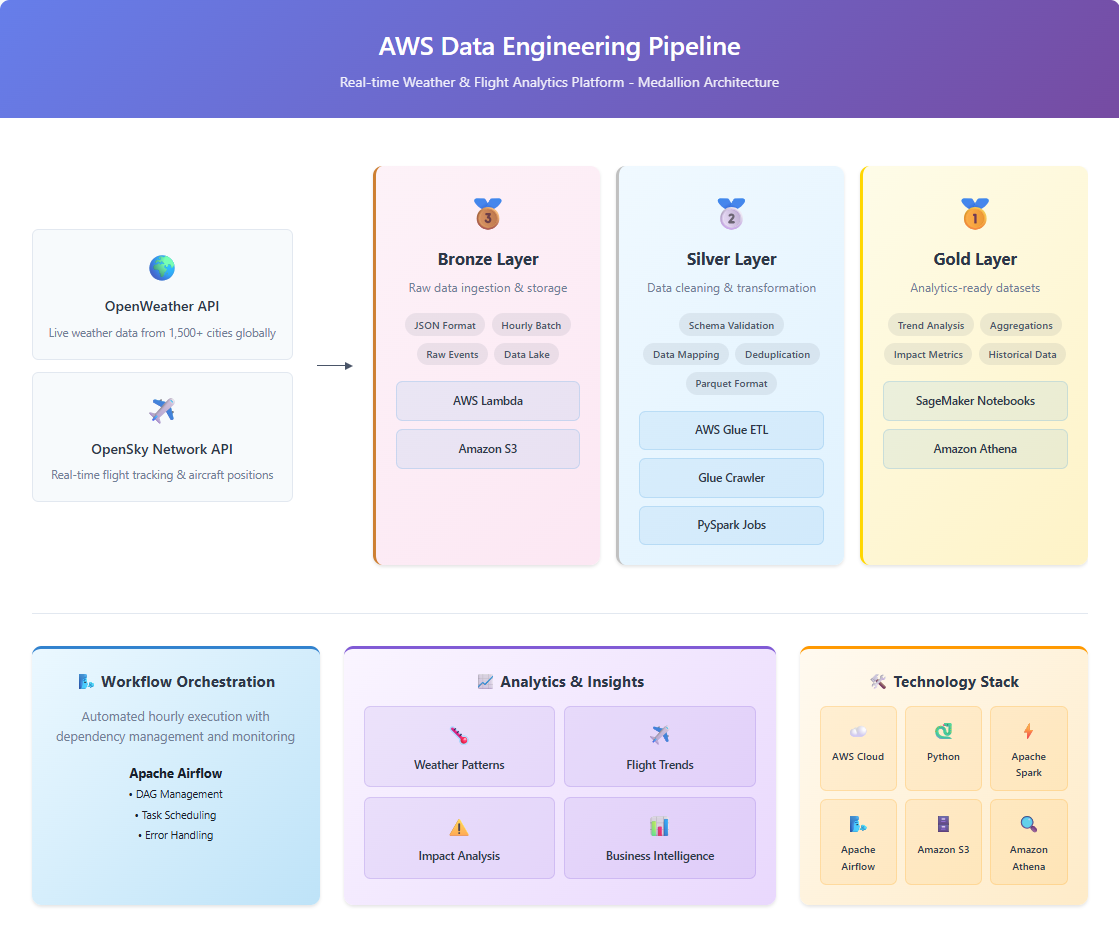 AWS Data Engineering Pipeline
Real-time Weather & Flight Analytics Platform - Medallion Architecture
OpenWeather API
Live weather data from 1,500+ cities globally
OpenSky Network API
Real-time flight tracking & aircraft positions
3
Bronze Layer
Raw data ingestion & storage
JSON Format
Hourly Batch
Raw Events
Data Lake
AWS Lambda
Amazon S3
2
Silver Layer
Data cleaning & transformation
Schema Validation
Data Mapping
Deduplication
Parquet Format
AWS Glue ETL
Glue Crawler
PySpark Jobs
1
Gold Layer
Analytics-ready datasets
Trend Analysis
Aggregations
Impact Metrics
Historical Data
SageMaker Notebooks
Amazon Athena
Workflow Orchestration
Automated hourly execution with
dependency management and monitoring
Apache Airflow
• DAG Management
• Task Scheduling
• Error Handling
Analytics & Insights
Weather Patterns
Flight Trends
Impact Analysis
Business Intelligence
Technology Stack
AWS Cloud
Python
Apache
Spark
Apache
Airflow
Amazon S3
Amazon
Athena